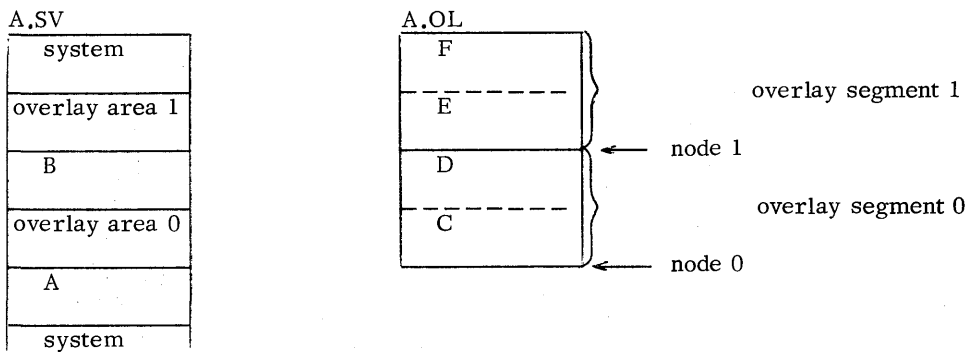 A.SV
system
overlay area 1
B
overlay area 0
A
system
A.OL
F
E
D
C
overlay segment 1
node 1
overlay segment 0
node 0